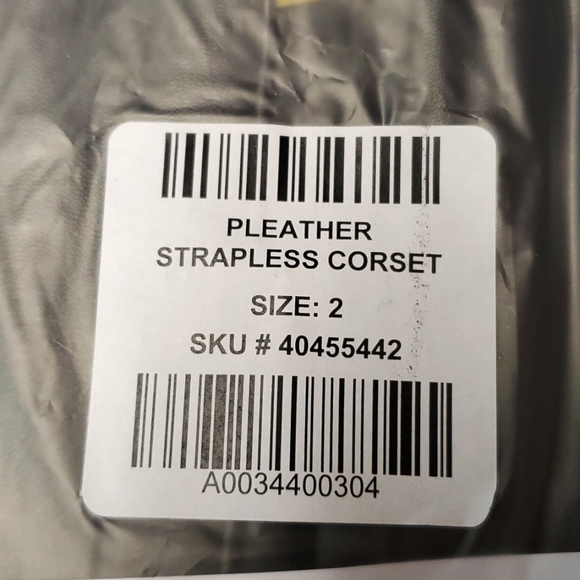 PLEATHER
STRAPLESS CORSET
SIZE: 2
SKU # 40455442
A0034400304